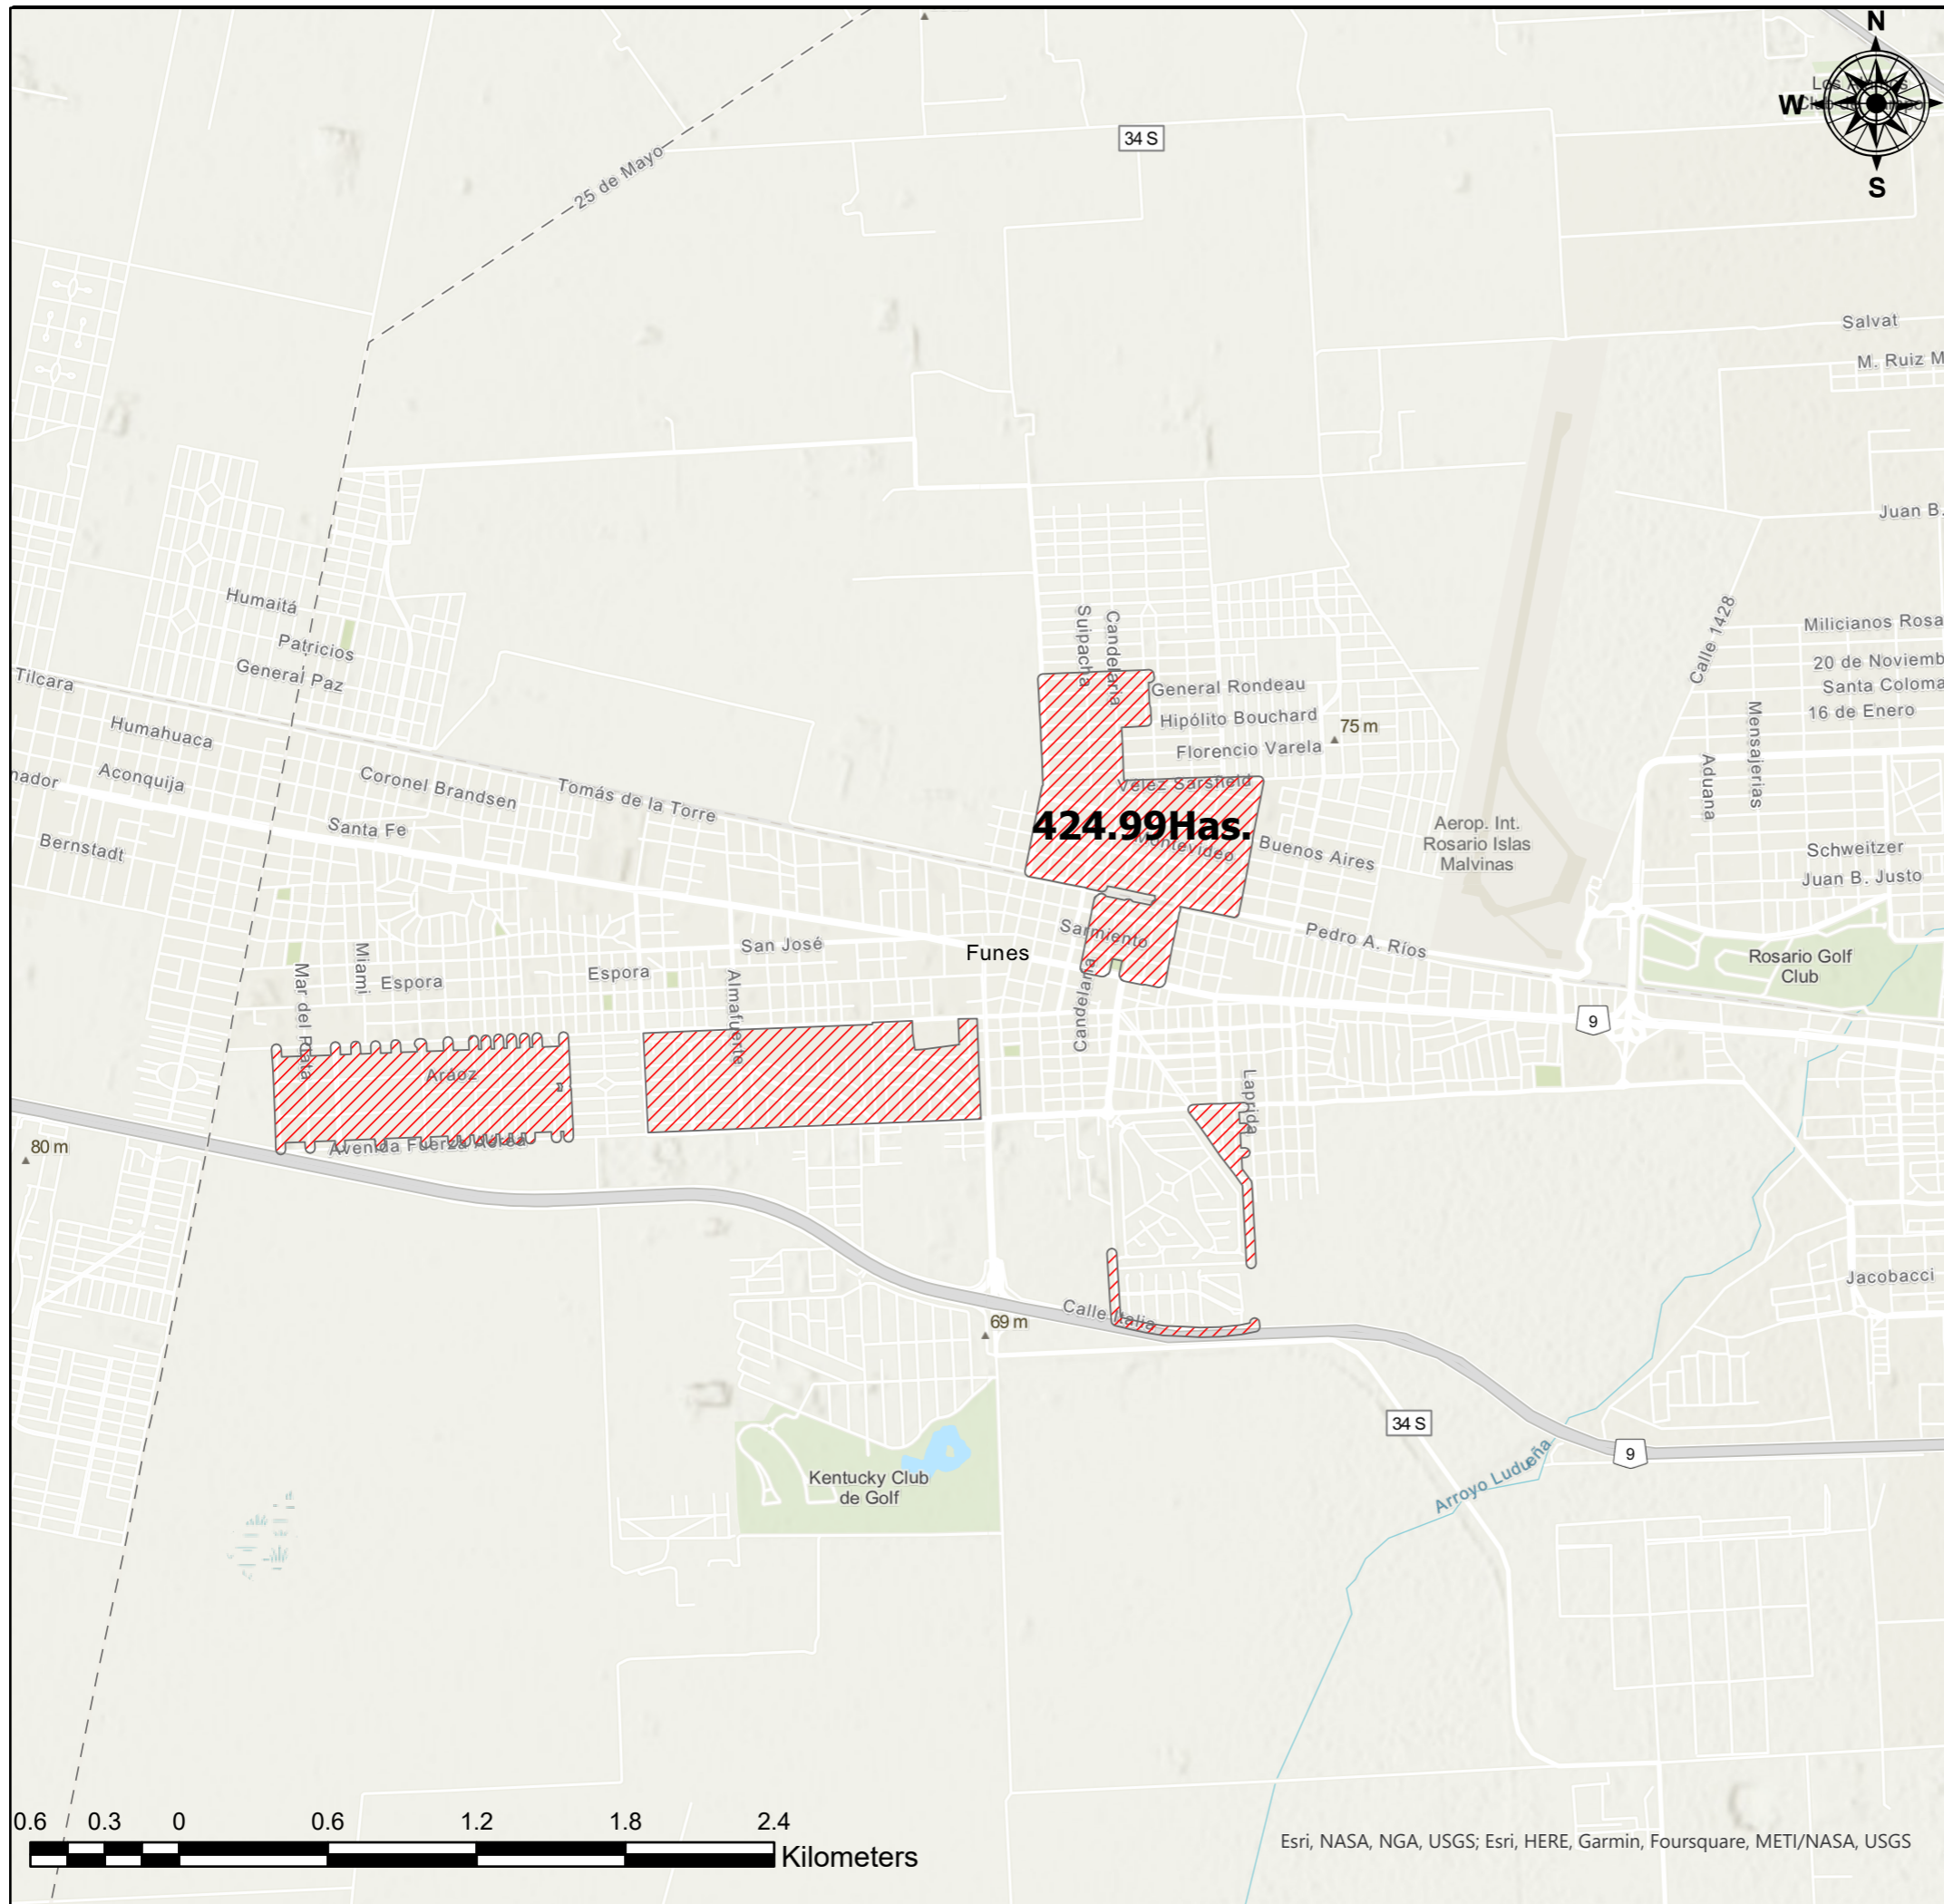 N
Los
W
S
34 S
25 de Mayo
Salvat
M. Ruiz M
Juan B.
Humaitá
Patricios
General Paz
Suipacha
Candelaria
Calle 1428
Milicianos Rosa
20 de Noviemb
Santa Coloma
16 de Enero
Tilcara
Humahuaca
General Rondeau
Hipólito Bouchard
Florencio Varela
75 m
Mensajerias
Aduana
nador
Aconquija
Coronel Brandsen
Tomás de la Torre
Vélez Sarsfield
424.99Has.
Montevideo
Buenos Aires
Aerop. Int.
Rosario Islas
Malvinas
Bernstadt
Santa Fe
Schweitzer
Juan B. Justo
Sarmiento
Pedro A. Ríos
San José
Funes
Rosario Golf
Club
Miami
Mar del Plata
Espora
Espora
Almafuerte
Candelaria
9
Aráoz
Laprida
80 m
Avenida Fuerza Aérea
Jacobacci
Calle Italia
69 m
34 S
9
Kentucky Club
de Golf
Arroyo Ludueña
0.6 0.3 0 0.6 1.2 1.8 2.4
Kilometers
Esri, NASA, NGA, USGS; Esri, HERE, Garmin, Foursquare, METI/NASA, USGS